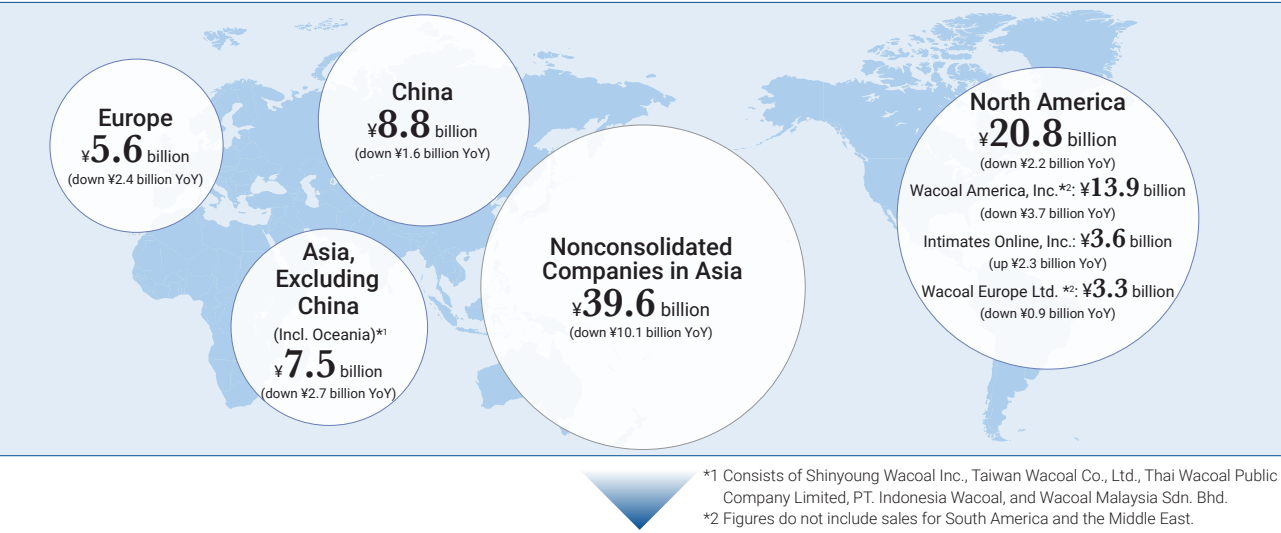 Europe
¥5.6 billion
(down ¥2.4 billion YoY)
China
¥8.8 billion
(down ¥1.6 billion YoY)
Asia,
Excluding
China
(Incl. Oceania)*1
¥7.5 billion
(down ¥2.7 billion YoY)
Nonconsolidated
Companies in Asia
¥39.6 billion
(down ¥10.1 billion YoY)
North America
¥20.8 billion
(down ¥2.2 billion YoY)
Wacoal America, Inc.*2: ¥13.9 billion
(down ¥3.7 billion YoY)
Intimates Online, Inc.: ¥3.6 billion
(up ¥2.3 billion YoY)
Wacoal Europe Ltd. *2: ¥3.3 billion
(down ¥0.9 billion YoY)
*1 Consists of Shinyoung Wacoal Inc., Taiwan Wacoal Co., Ltd., Thai Wacoal Public
Company Limited, PT. Indonesia Wacoal, and Wacoal Malaysia Sdn. Bhd.
*2 Figures do not include sales for South America and the Middle East.